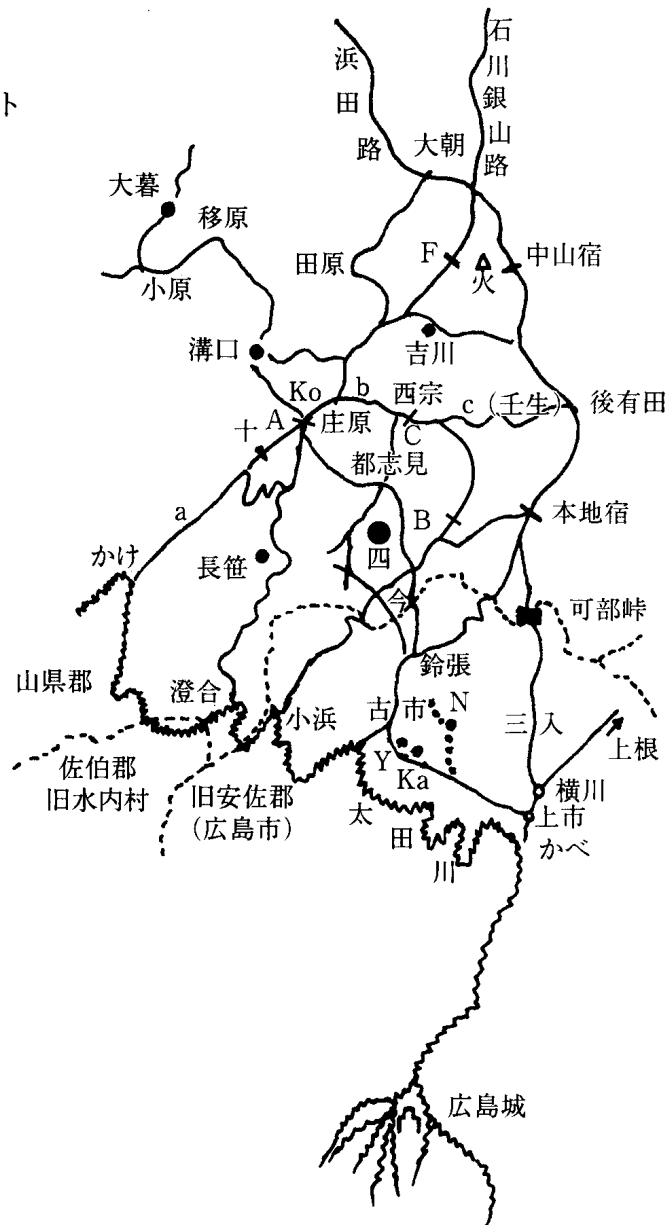 ト
浜田路
石川銀山路
大朝
大暮
移原
小原
田原
F
火
中山宿
溝口
吉川
Ko
b
西宗
c (壬生)
後有田
A
庄原
C
十
都志見
a
B
本地宿
四
かけ
長笹
今
可部峠
山県郡
鈴張
澄合
小浜
古市
N
三入
上根
佐伯郡
旧水内村
旧安佐郡
(広島市)
Y
Ka
横川
太田川
上市
かべ
広島城